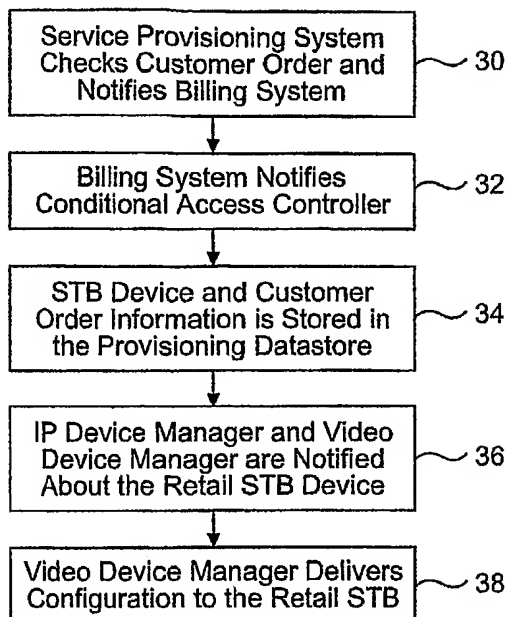 Service Provisioning System
Checks Customer Order and
Notifies Billing System
30
Billing System Notifies
Conditional Access Controller
32
STB Device and Customer
Order Information is Stored in
the Provisioning Datastore
34
IP Device Manager and Video
Device Manager are Notified
About the Retail STB Device
36
Video Device Manager Delivers
Configuration to the Retail STB
38